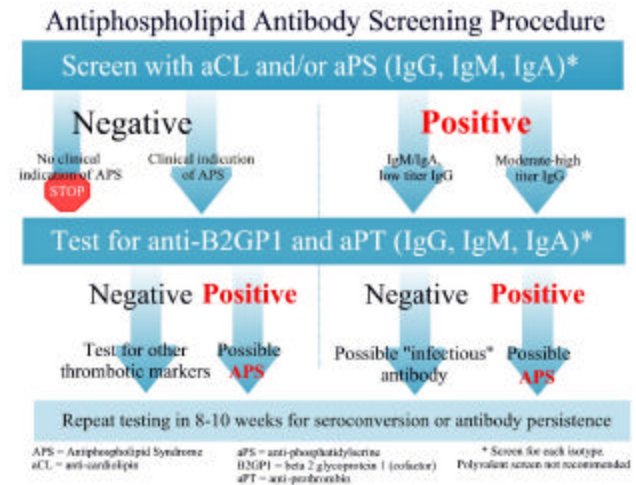 Antiphospholipid Antibody Screening Procedure
Screen with aCL and/or aPS (IgG, IgM, IgA)*
Negative
Positive
No clinical
indication of APS
STOP
Clinical indication
of APS
IgM/IgA,
low titer IgG
Moderate-high
titer IgG
Test for anti-B2GP1 and aPT (IgG, IgM, IgA)*
Negative Positive
Negative Positive
Test for other
thrombotic markers
Possible
APS
Possible "infectious"
antibody
Possible
APS
Repeat testing in 8-10 weeks for seroconversion or antibody persistence
APS = Antiphospholipid Syndrome
aCL = anti-cardiolipin
aPS = anti-phosphatidylserine
B2GP1 = beta 2 glycoprotein 1 (cofactor)
aPT = anti-prothrombin
* Screen for each isotype.
Polyvalent screen not recommended